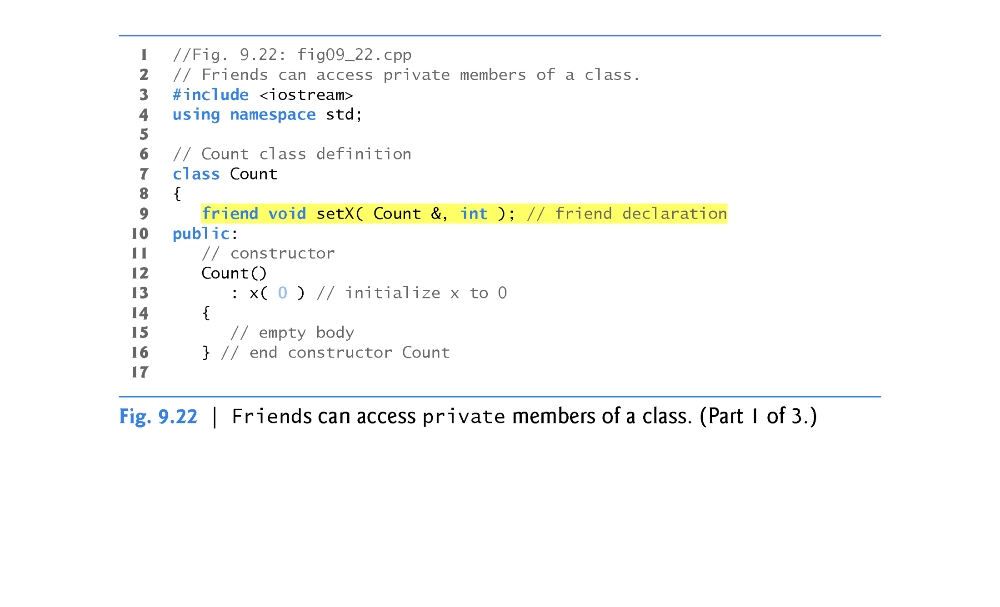 1 //Fig. 9.22: fig09_22.cpp
2 // Friends can access private members of a class.
3 #include <iostream>
4 using namespace std;
5
6 // Count class definition
7 class Count
8 {
9    friend void setX( Count &, int ); // friend declaration
10 public:
11    // constructor
12    Count()
13       : x( 0 ) // initialize x to 0
14    {
15       // empty body
16    } // end constructor Count
17
Fig. 9.22 | Friends can access private members of a class. (Part 1 of 3.)